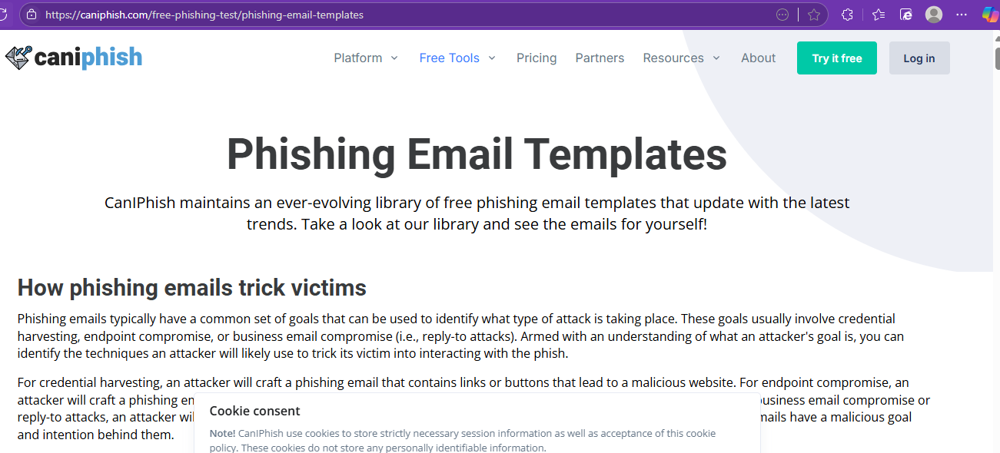 https://caniphish.com/free-phishing-test/phishing-email-templates
caniphish
Platform Free Tools Pricing Partners Resources About Try it free Log in
Phishing Email Templates
CanIPhish maintains an ever-evolving library of free phishing email templates that update with the latest
trends. Take a look at our library and see the emails for yourself!
How phishing emails trick victims
Phishing emails typically have a common set of goals that can be used to identify what type of attack is taking place. These goals usually involve credential
harvesting, endpoint compromise, or business email compromise (i.e., reply-to attacks). Armed with an understanding of what an attacker's goal is, you can
identify the techniques an attacker will likely use to trick its victim into interacting with the phish.
For credential harvesting, an attacker will craft a phishing email that contains links or buttons that lead to a malicious website. For endpoint compromise, an
attacker will craft a phishing business email compromise or
reply-to attacks, an attacker have a malicious goal
and intention behind them.
Cookie consent
Note! CanIPhish use cookies to store strictly necessary session information as well as acceptance of this cookie
policy. These cookies do not store any personally identifiable information.